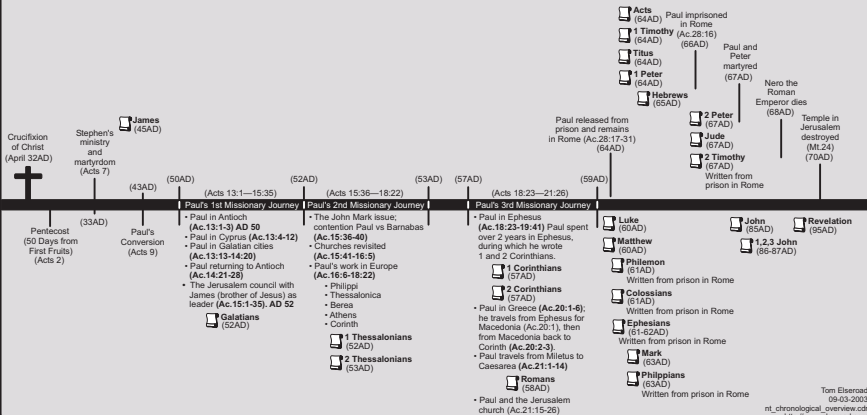 Acts
(64AD)
1 Timothy
(64AD)
Titus
(64AD)
1 Peter
(64AD)
Hebrews
(65AD)
Paul imprisoned
in Rome
(Ac.28:16)
(66AD)
Paul and
Peter
martyred
(67AD)
Nero the
Roman
Emperor dies
(68AD)
Temple in
Jerusalem
destroyed
(Mt.24)
(70AD)
2 Peter
(67AD)
Jude
(67AD)
2 Timothy
(67AD)
Written from
prison in Rome
Paul released from
prison and remains
in Rome (Ac.28:17-31)
(64AD)
James
(45AD)
Crucifixion
of Christ
(April 32AD)
Stephen's
ministry
and
martyrdom
(Acts 7)
(43AD)
(50AD)
(52AD)
(53AD)
(57AD)
(59AD)
(Acts 13:1—15:35)
(Acts 15:36—18:22)
(Acts 18:23—21:26)
Paul's 1st Missionary Journey
Paul's 2nd Missionary Journey
Paul's 3rd Missionary Journey
Pentecost
(50 Days from
First Fruits)
(Acts 2)
(33AD)
Paul's
Conversion
(Acts 9)
• Paul in Antioch
(Ac.13:1-3) AD 50
• Paul in Cyprus (Ac.13:4-12)
• Paul in Galatian cities
(Ac.13:13-14:20)
• Paul returning to Antioch
(Ac.14:21-28)
• The Jerusalem council with
James (brother of Jesus) as
leader (Ac.15:1-35). AD 52
Galatians
(52AD)
• The John Mark issue;
contention Paul vs Barnabas
(Ac.15:36-40)
• Churches revisited
(Ac.15:41-16:5)
• Paul's work in Europe
(Ac.16:6-18:22)
• Philippi
• Thessalonica
• Berea
• Athens
• Corinth
1 Thessalonians
(52AD)
2 Thessalonians
(53AD)
• Paul in Ephesus
(Ac.18:23-19:41) Paul spent
over 2 years in Ephesus,
during which he wrote
1 and 2 Corinthians.
1 Corinthians
(57AD)
2 Corinthians
(57AD)
• Paul in Greece (Ac.20:1-6);
he travels from Ephesus for
Macedonia (Ac.20:1), then
from Macedonia back to
Corinth (Ac.20:2-3).
• Paul travels from Miletus to
Caesarea (Ac.21:1-14)
Romans
(58AD)
• Paul and the Jerusalem
church (Ac.21:15-26)
Luke
(60AD)
Matthew
(60AD)
Philemon
(61AD)
Written from prison in Rome
Colossians
(61AD)
Written from prison in Rome
Ephesians
(61-62AD)
Written from prison in Rome
Mark
(63AD)
Philppians
(63AD)
Written from prison in Rome
John
(85AD)
1,2,3 John
(86-87AD)
Revelation
(95AD)
Tom Elseroad
09-03-2003
nt_chronological_overview.cdr